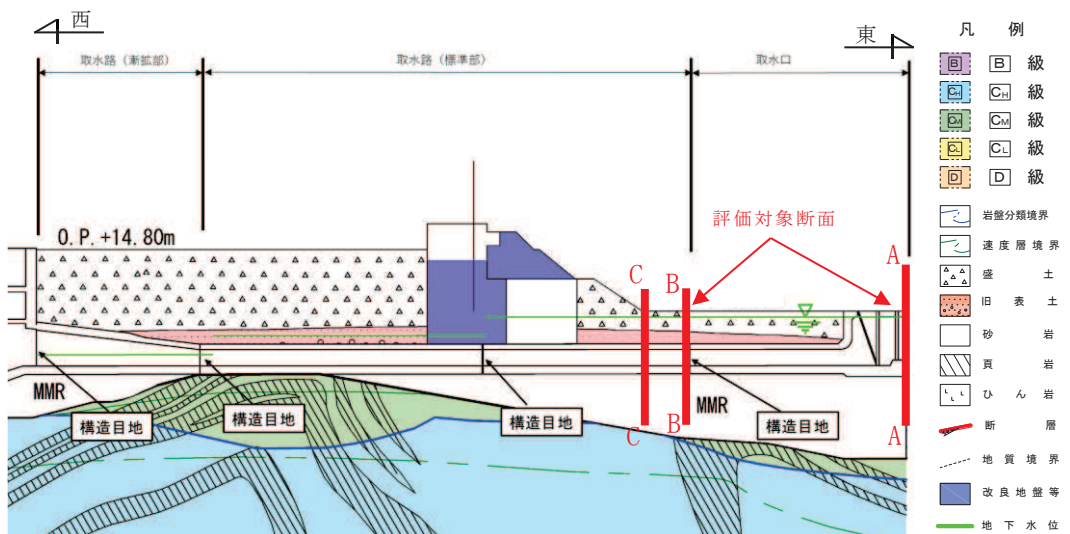 西
東
取水路（漸拡部）
取水路（標準部）
取水口
O.P.+14.80m
評価対象断面
A
B
C
MMR
MMR
構造目地
構造目地
構造目地
構造目地
C
B
A
凡 例
B B 級
CH CH 級
CM CM 級
CL CL 級
D D 級
岩盤分類境界
速度層境界
盛 土
旧 表 土
砂 岩
頁 岩
ひ ん 岩
断 層
地 質 境 界
改 良 地 盤 等
地 下 水 位